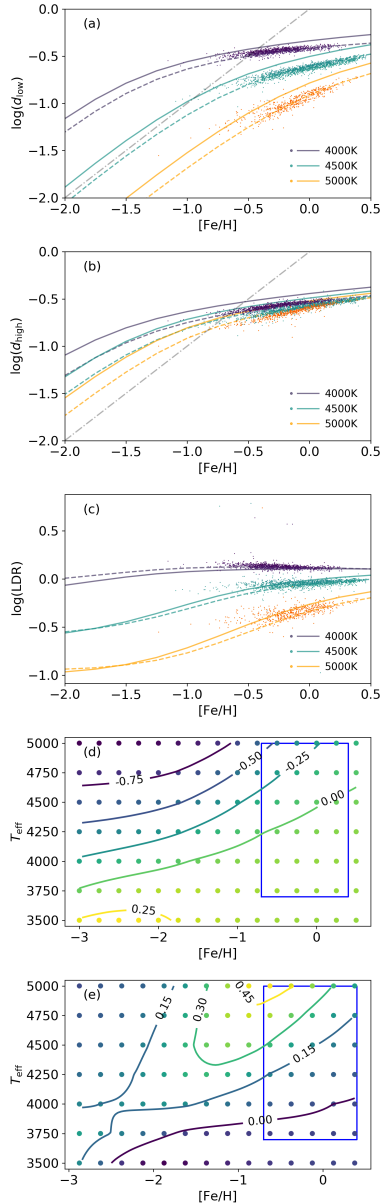 (a)
0.0
−0.5
−1.0
−1.5
−2.0
log(d_low)
4000K
4500K
5000K
−2.0 −1.5 −1.0 −0.5 0.0 0.5
[Fe/H]
(b)
0.0
−0.5
−1.0
−1.5
−2.0
log(d_high)
4000K
4500K
5000K
−2.0 −1.5 −1.0 −0.5 0.0 0.5
[Fe/H]
(c)
0.5
0.0
−0.5
−1.0
log(LDR)
4000K
4500K
5000K
−2.0 −1.5 −1.0 −0.5 0.0 0.5
[Fe/H]
(d)
5000
4750
4500
4250
4000
3750
3500
T_eff
-0.75
-0.50
-0.25
0.00
0.25
−3 −2 −1 0
[Fe/H]
(e)
5000
4750
4500
4250
4000
3750
3500
T_eff
0.15
0.30
0.45
0.15
0.00
−3 −2 −1 0
[Fe/H]